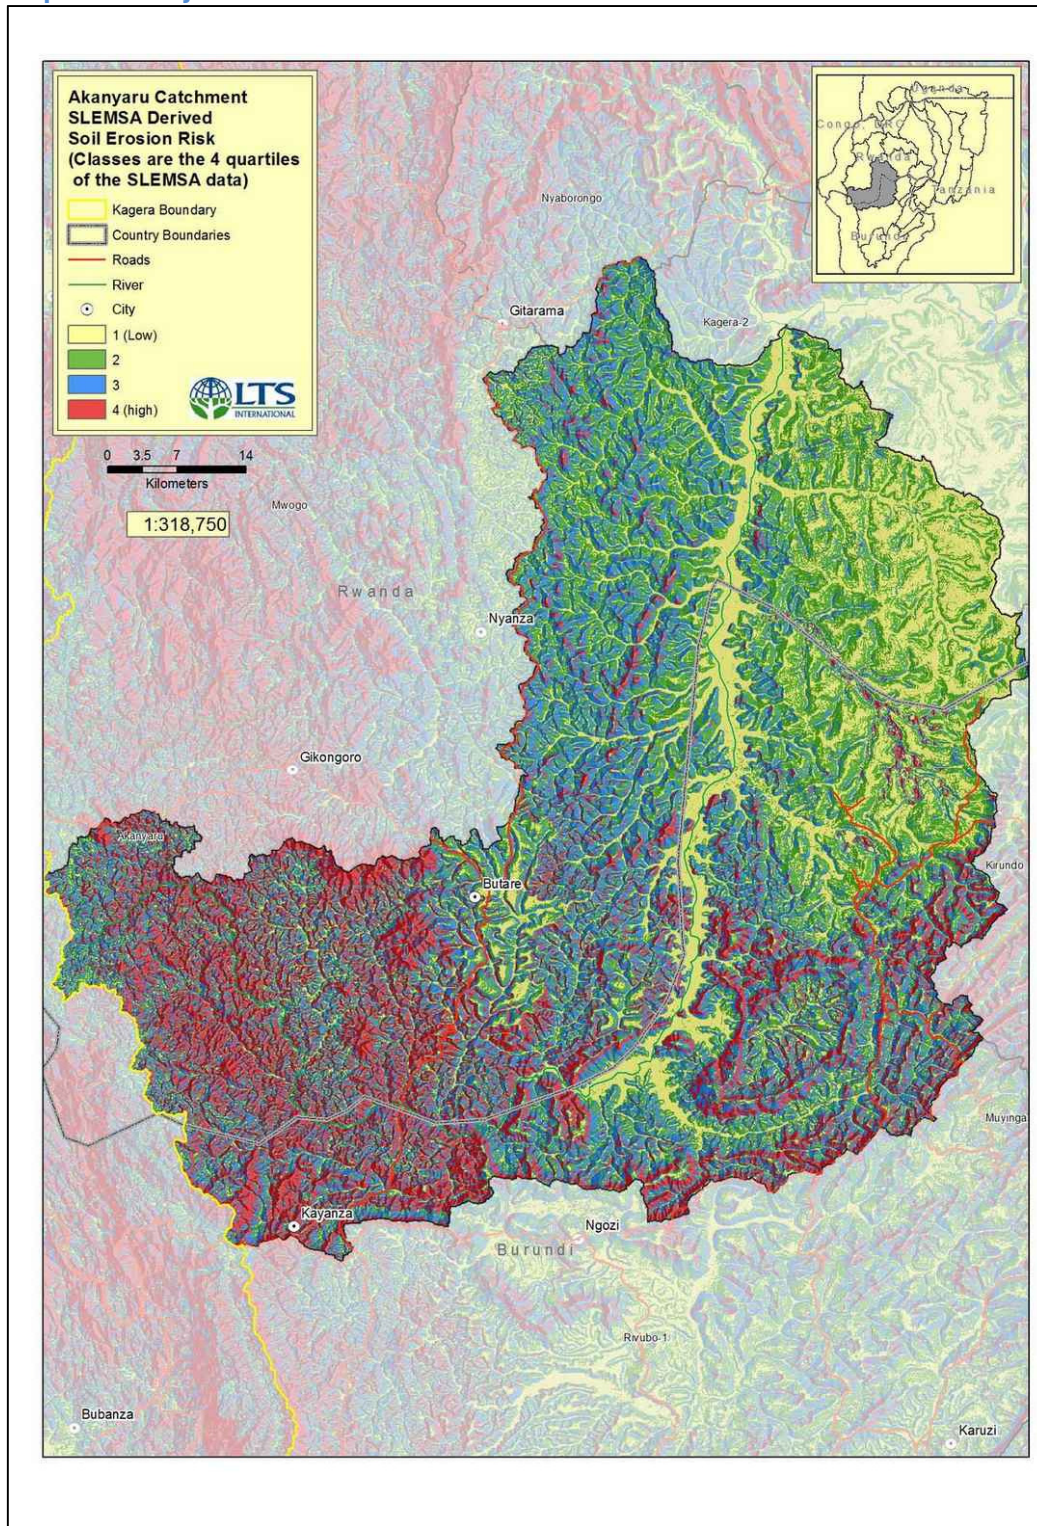 Akanyaru Catchment
SLEMSA Derived
Soil Erosion Risk
(Classes are the 4 quartiles
of the SLEMSA data)
Kagera Boundary
Country Boundaries
Roads
River
City
1 (Low)
2
3
4 (high)
LTS
INTERNATIONAL
0 3.5 7 14
Kilometers
1:318,750
Uganda
Congo, DRC
Rwanda
Tanzania
Burundi
Nyaborongo
Gitarama
Kagera-2
Mwogo
Rwanda
Nyanza
Gikongoro
Akanyaru
Butare
Kirundo
Muyinga
Kayanza
Ngozi
Burundi
Rivubo-1
Bubanza
Karuzi